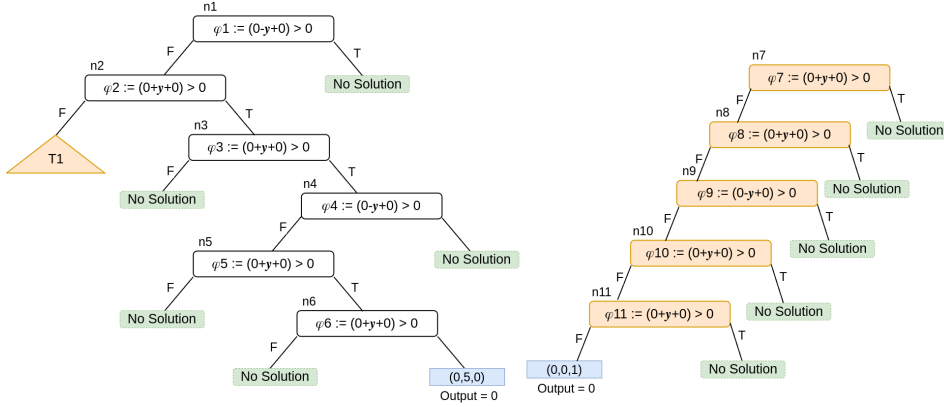 n1
φ1 := (0-y+0) > 0
F
T
n2
φ2 := (0+y+0) > 0
No Solution
F
T
T1
n3
φ3 := (0+y+0) > 0
F
T
No Solution
n4
φ4 := (0-y+0) > 0
F
No Solution
n5
φ5 := (0+y+0) > 0
F
T
No Solution
n6
φ6 := (0+y+0) > 0
F
No Solution
(0,5,0)
Output = 0
n7
φ7 := (0+y+0) > 0
F
T
No Solution
n8
φ8 := (0+y+0) > 0
F
T
No Solution
n9
φ9 := (0-y+0) > 0
F
T
No Solution
n10
φ10 := (0+y+0) > 0
F
T
No Solution
n11
φ11 := (0+y+0) > 0
F
T
No Solution
(0,0,1)
Output = 0